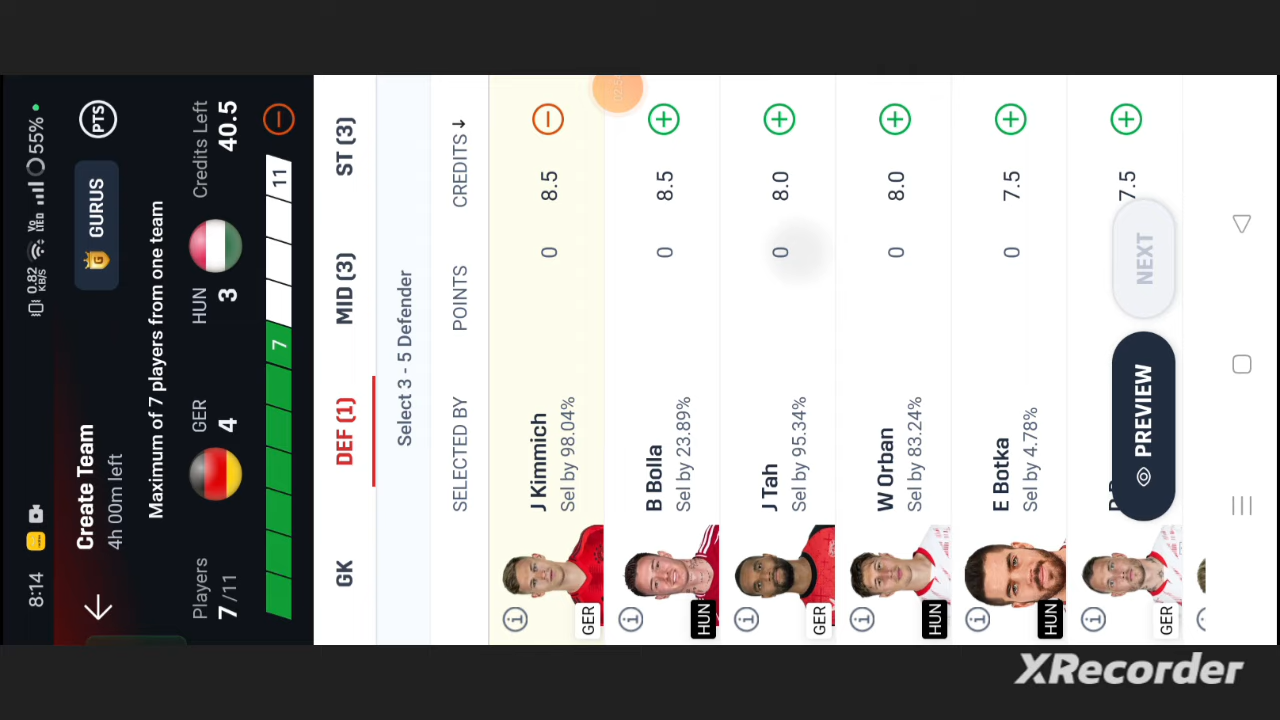 8:14
0.82 KB/S
Vo LTED
55%
Create Team
4h 00m left
GURUS
PTS
Maximum of 7 players from one team
Players
7/11
GER
4
HUN
3
Credits Left
40.5
7
11
GK
DEF (1)
MID (3)
ST (3)
Select 3 - 5 Defender
SELECTED BY
POINTS
CREDITS ↓
GER
J Kimmich
Sel by 98.04%
0
8.5
HUN
B Bolla
Sel by 23.89%
0
8.5
GER
J Tah
Sel by 95.34%
0
8.0
HUN
W Orban
Sel by 83.24%
0
8.0
HUN
E Botka
Sel by 4.78%
0
7.5
GER
7.5
PREVIEW
NEXT
XRecorder